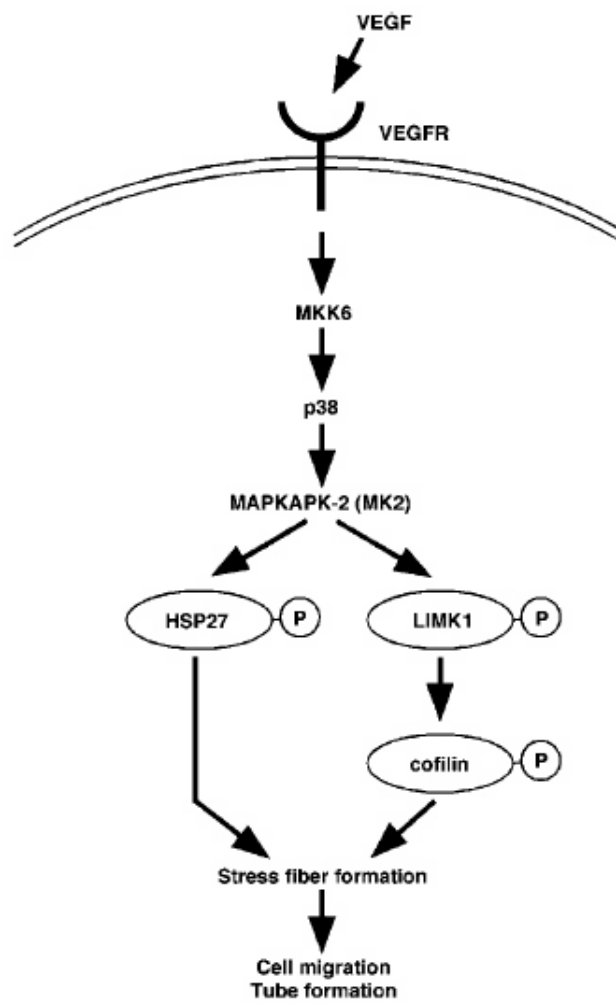 VEGF
VEGFR
MKK6
p38
MAPKAPK-2 (MK2)
HSP27 P
LIMK1 P
cofilin P
Stress fiber formation
Cell migration
Tube formation